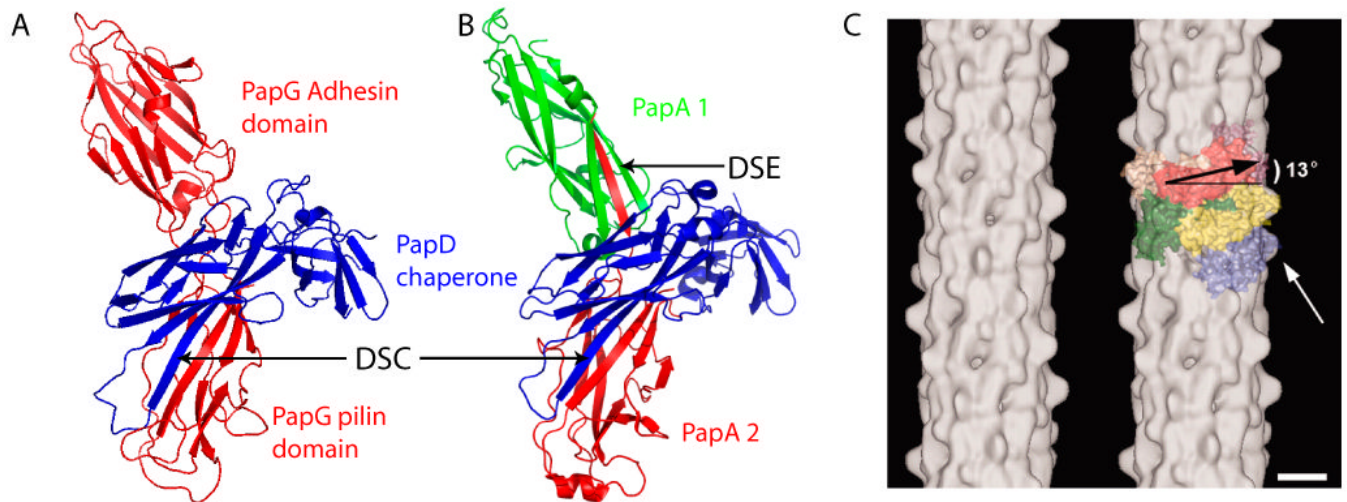 A
PapG Adhesin
domain
PapD
chaperone
DSC
PapG pilin
domain
B
PapA 1
DSE
PapA 2
C
13°